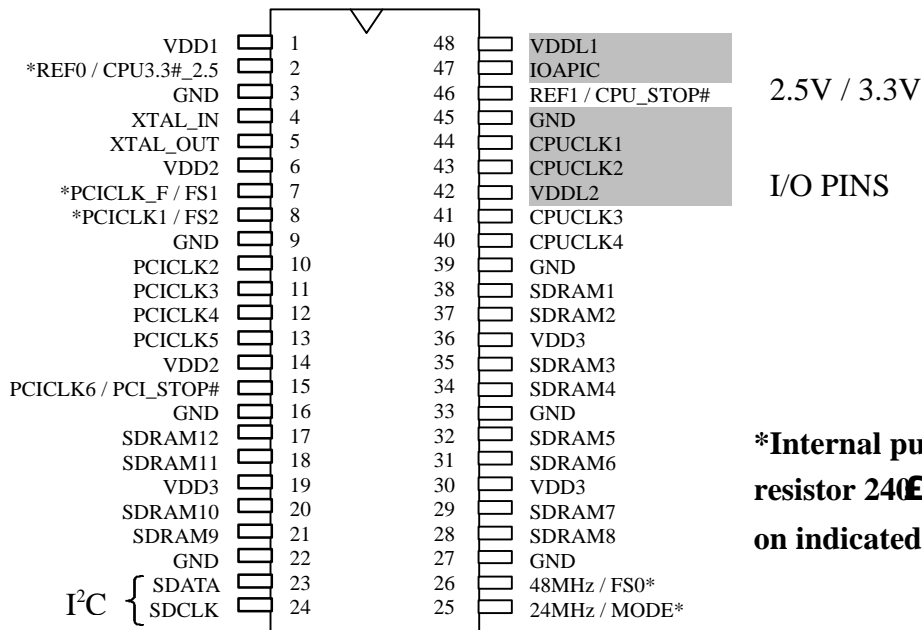 VDD1 1 48 VDDL1
*REF0 / CPU3.3#_2.5 2 47 IOAPIC
GND 3 46 REF1 / CPU_STOP# 2.5V / 3.3V
XTAL_IN 4 45 GND
XTAL_OUT 5 44 CPUCLK1
VDD2 6 43 CPUCLK2
*PCICLK_F / FS1 7 42 VDDL2 I/O PINS
*PCICLK1 / FS2 8 41 CPUCLK3
GND 9 40 CPUCLK4
PCICLK2 10 39 GND
PCICLK3 11 38 SDRAM1
PCICLK4 12 37 SDRAM2
PCICLK5 13 36 VDD3
VDD2 14 35 SDRAM3
PCICLK6 / PCI_STOP# 15 34 SDRAM4
GND 16 33 GND
SDRAM12 17 32 SDRAM5
SDRAM11 18 31 SDRAM6
VDD3 19 30 VDD3
SDRAM10 20 29 SDRAM7
SDRAM9 21 28 SDRAM8
GND 22 27 GND
I²C SDATA 23 26 48MHz / FS0*
SDCLK 24 25 24MHz / MODE*
*Internal pu
resistor 240£
on indicated